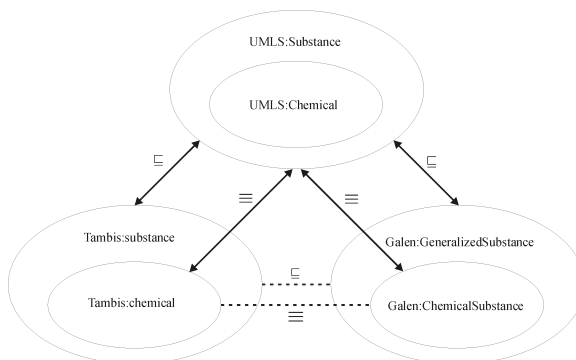 UMLS:Substance
UMLS:Chemical
⊑
⊑
≡
≡
Tambis:substance
Galen:GeneralizedSubstance
⊑
Tambis:chemical
Galen:ChemicalSubstance
≡